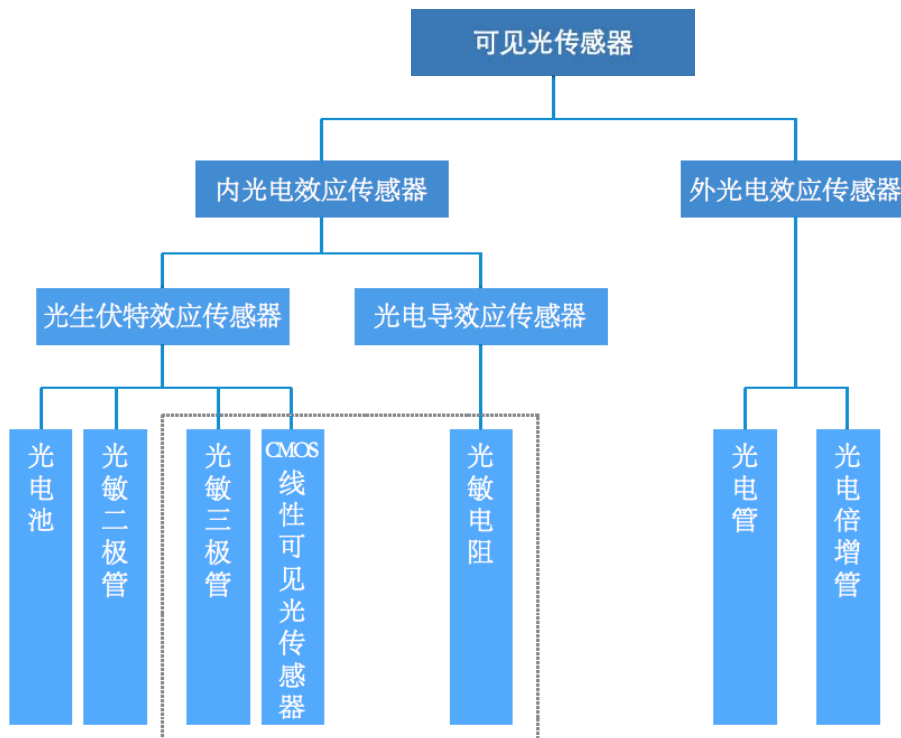 可见光传感器
内光电效应传感器
外光电效应传感器
光生伏特效应传感器
光电导效应传感器
光电池
光敏二极管
光敏三极管
CMOS线性可见光传感器
光敏电阻
光电管
光电倍增管